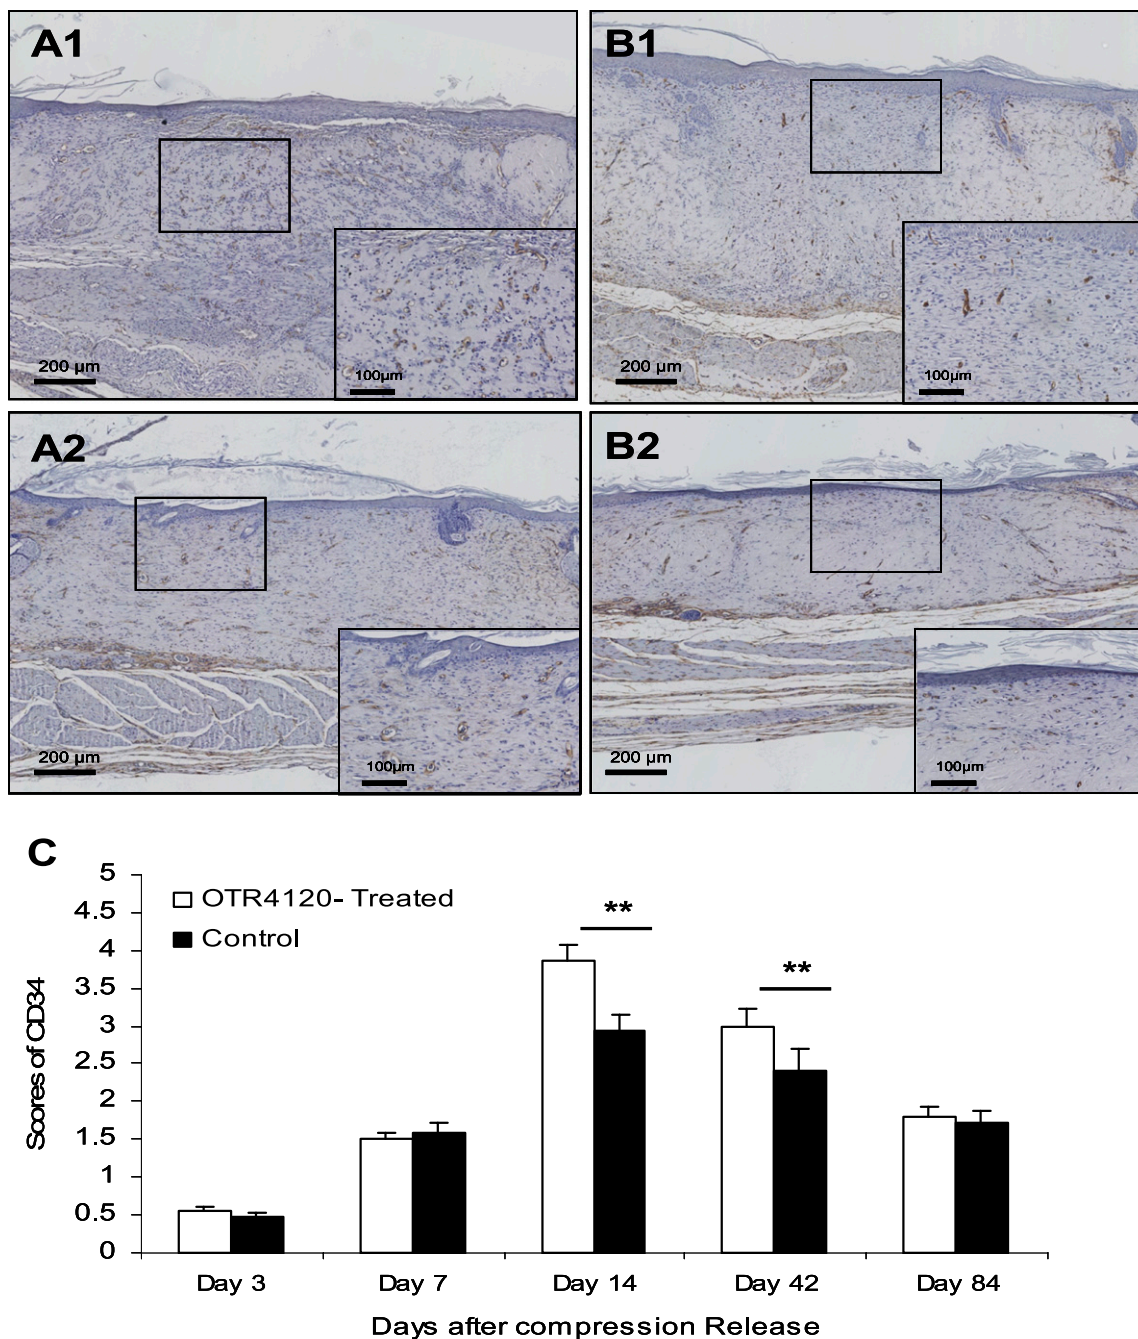 A1
200 µm
100µm
B1
200 µm
100µm
A2
200 µm
100µm
B2
200 µm
100µm
C
Scores of CD34
5
4.5
4
3.5
3
2.5
2
1.5
1
0.5
0
OTR4120- Treated
Control
**
**
Day 3
Day 7
Day 14
Day 42
Day 84
Days after compression Release